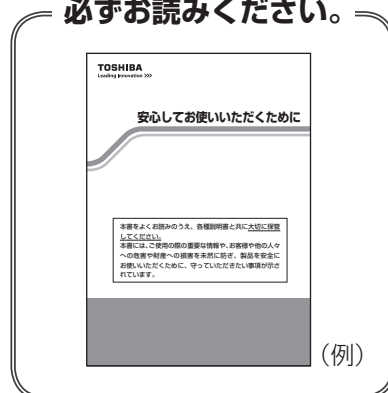 必ずお読みください。
TOSHIBA
Leading Innovation >>>
安心してお使いいただくために
本書をよくお読みのうえ、各種説明書と共に大切に保管
してください。
本書には、ご使用の際の重要な情報や、お客様や他の人々
への危害や財産への損害を未然に防ぎ、製品を安全に
お使いいただくために、守っていただきたい事項が示さ
れています。
(例)